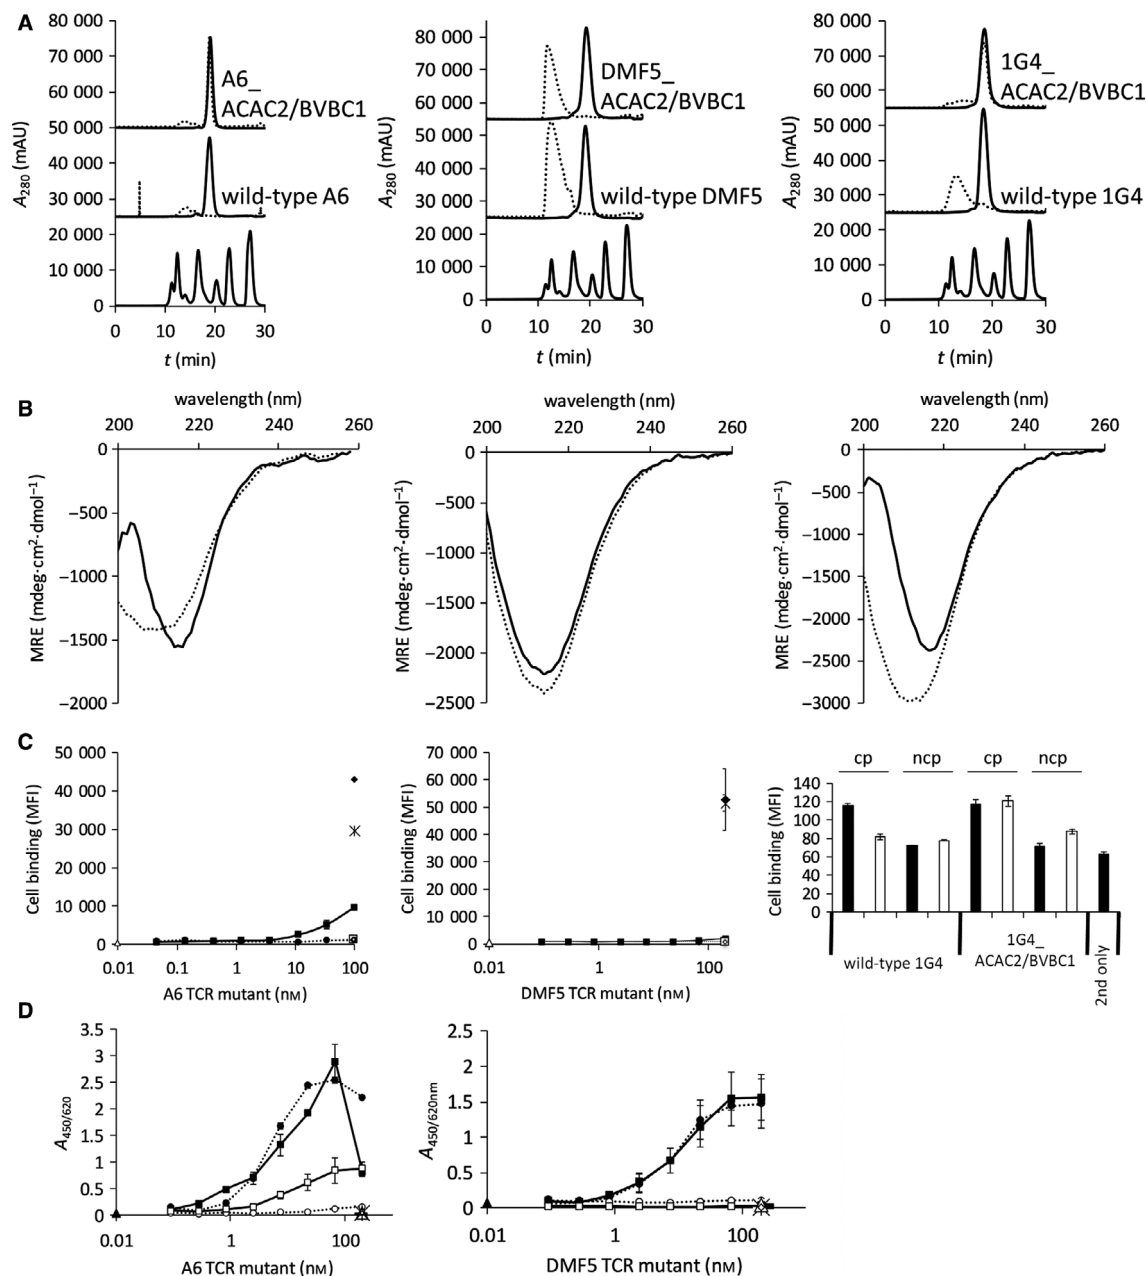 A
80 000
70 000
60 000
50 000
40 000
30 000
20 000
10 000
0
A280 (mAU)
A6_
ACAC2/BVBC1
wild-type A6
0 10 20 30
t (min)
80 000
70 000
60 000
50 000
40 000
30 000
20 000
10 000
0
A280 (mAU)
DMF5_
ACAC2/BVBC1
wild-type DMF5
0 10 20 30
t (min)
80 000
70 000
60 000
50 000
40 000
30 000
20 000
10 000
0
A280 (mAU)
1G4_
ACAC2/BVBC1
wild-type 1G4
0 10 20 30
t (min)
B
wavelength (nm)
200 220 240 260
0
−500
−1000
−1500
−2000
MRE (mdeg·cm2·dmol−1)
wavelength (nm)
200 220 240 260
0
−500
−1000
−1500
−2000
−2500
MRE (mdeg·cm2·dmol−1)
wavelength (nm)
200 220 240 260
0
−500
−1000
−1500
−2000
−2500
−3000
MRE (mdeg·cm2·dmol−1)
C
50 000
40 000
30 000
20 000
10 000
0
Cell binding (MFI)
0.01 0.1 1 10 100
A6 TCR mutant (nM)
70 000
60 000
50 000
40 000
30 000
20 000
10 000
0
Cell binding (MFI)
0.01 1 100
DMF5 TCR mutant (nM)
cp ncp cp ncp
140
120
100
80
60
40
20
0
Cell binding (MFI)
wild-type 1G4
1G4_
ACAC2/BVBC1
2nd only
D
3.5
3
2.5
2
1.5
1
0.5
0
A450/620
0.01 1 100
A6 TCR mutant (nM)
2.5
2
1.5
1
0.5
0
A450/620nm
0.01 1 100
DMF5 TCR mutant (nM)